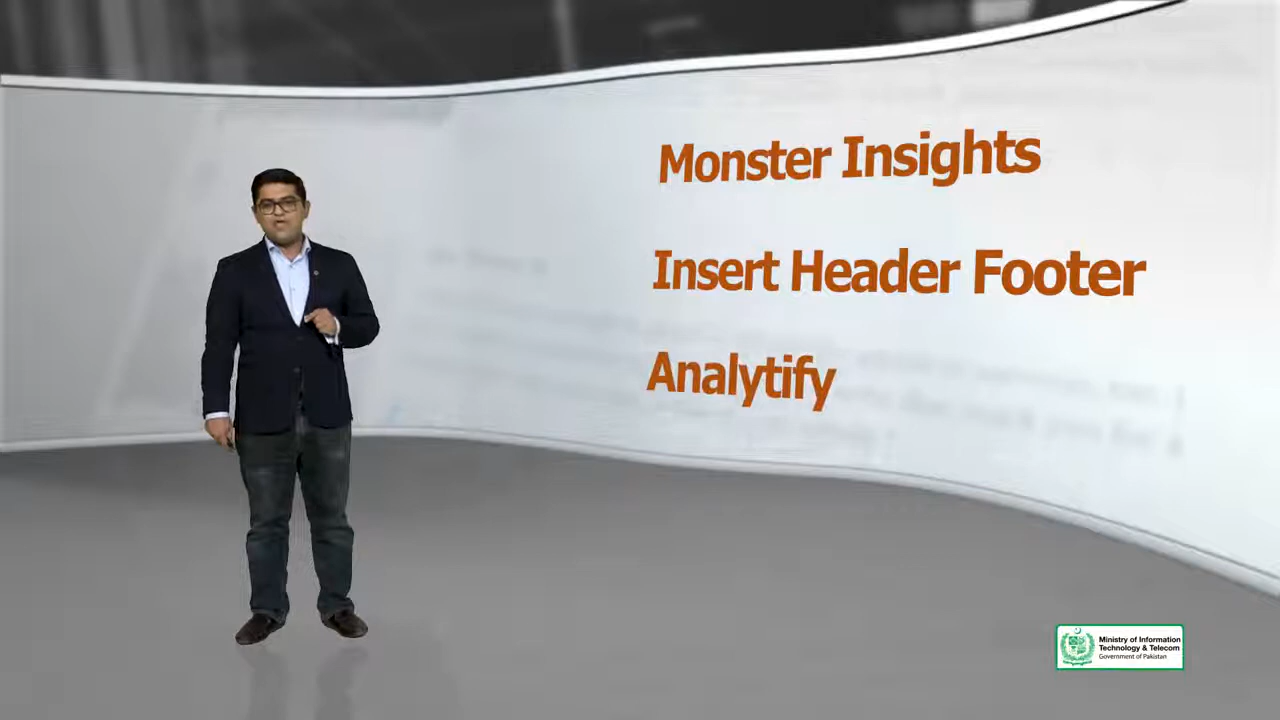 Monster Insights
Insert Header Footer
Analytify
Ministry of Information
Technology & Telecom
Government of Pakistan